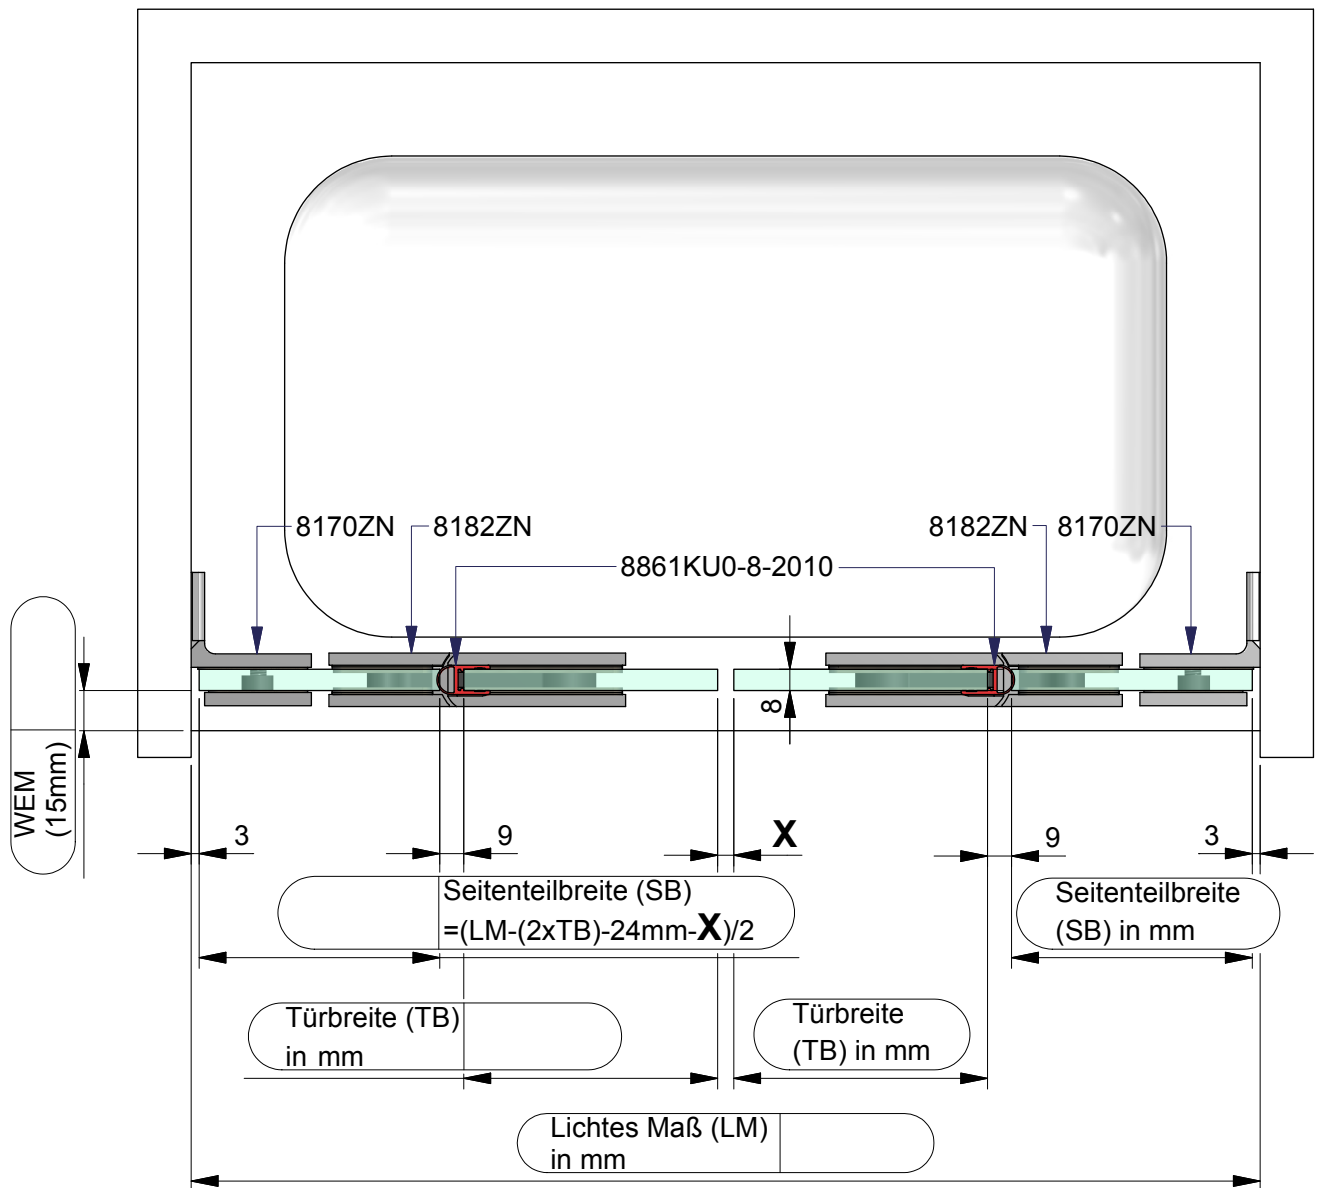 8170ZN
8182ZN
8182ZN
8170ZN
8861KU0-8-2010
8
WEM
(15mm)
3
9
X
9
3
Seitenteilbreite (SB)
=(LM-(2xTB)-24mm-X)/2
Seitenteilbreite
(SB) in mm
Türbreite (TB)
in mm
Türbreite
(TB) in mm
Lichtes Maß (LM)
in mm